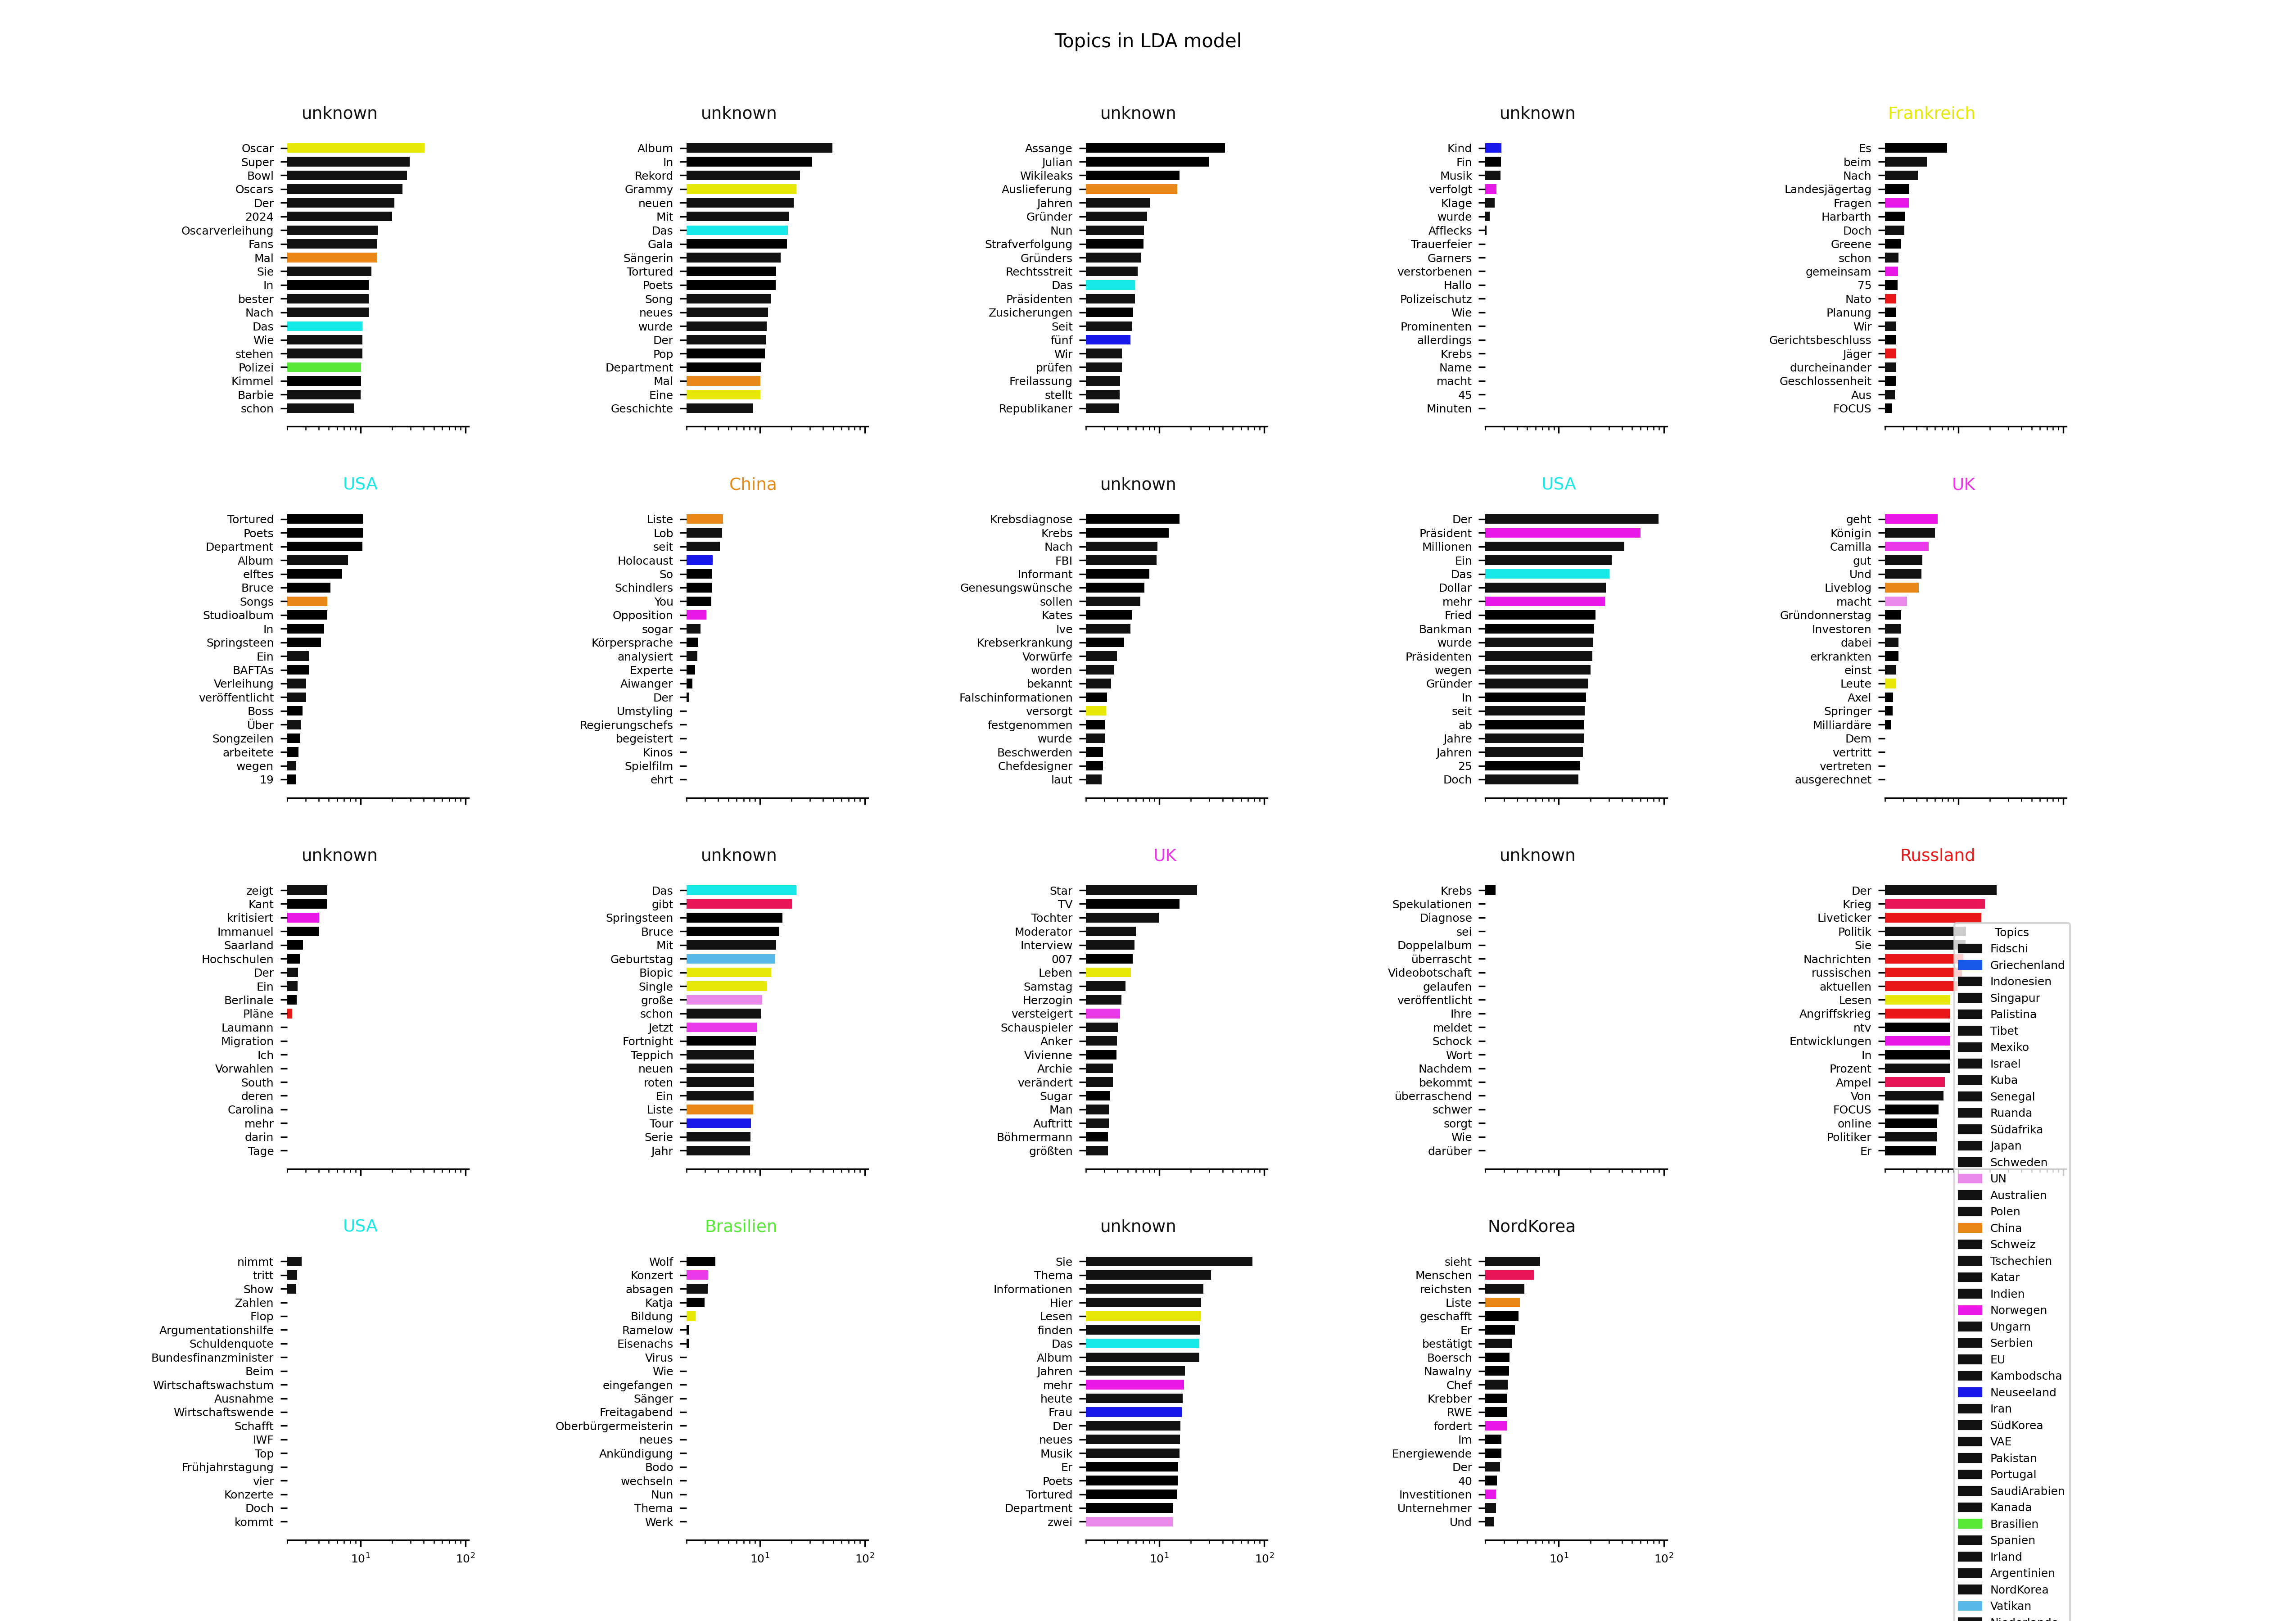 Topics in LDA model
unknown
Oscar
Super
Bowl
Oscars
Der
2024
Oscarverleihung
Fans
Mal
Sie
In
bester
Nach
Das
Wie
stehen
Polizei
Kimmel
Barbie
schon
unknown
Album
In
Rekord
Grammy
neuen
Mit
Das
Gala
Sängerin
Tortured
Poets
Song
neues
wurde
Der
Pop
Department
Mal
Eine
Geschichte
unknown
Assange
Julian
Wikileaks
Auslieferung
Jahren
Gründer
Nun
Strafverfolgung
Gründers
Rechtsstreit
Das
Präsidenten
Zusicherungen
Seit
fünf
Wir
prüfen
Freilassung
stellt
Republikaner
unknown
Kind
Fin
Musik
verfolgt
Klage
wurde
Afflecks
Trauerfeier
Garners
verstorbenen
Hallo
Polizeischutz
Wie
Prominenten
allerdings
Krebs
Name
macht
45
Minuten
Frankreich
Es
beim
Nach
Landesjägertag
Fragen
Harbarth
Doch
Greene
schon
gemeinsam
75
Nato
Planung
Wir
Gerichtsbeschluss
Jäger
durcheinander
Geschlossenheit
Aus
FOCUS
USA
Tortured
Poets
Department
Album
elftes
Bruce
Songs
Studioalbum
In
Springsteen
Ein
BAFTAs
Verleihung
veröffentlicht
Boss
Über
Songzeilen
arbeitete
wegen
19
China
Liste
Lob
seit
Holocaust
So
Schindlers
You
Opposition
sogar
Körpersprache
analysiert
Experte
Aiwanger
Der
Umstyling
Regierungschefs
begeistert
Kinos
Spielfilm
ehrt
unknown
Krebsdiagnose
Krebs
Nach
FBI
Informant
Genesungswünsche
sollen
Kates
Ive
Krebserkrankung
Vorwürfe
worden
bekannt
Falschinformationen
versorgt
festgenommen
wurde
Beschwerden
Chefdesigner
laut
USA
Der
Präsident
Millionen
Ein
Das
Dollar
mehr
Fried
Bankman
wurde
Präsidenten
wegen
Gründer
In
seit
ab
Jahre
Jahren
25
Doch
UK
geht
Königin
Camilla
gut
Und
Liveblog
macht
Gründonnerstag
Investoren
dabei
erkrankten
einst
Leute
Axel
Springer
Milliardäre
Dem
vertritt
vertreten
ausgerechnet
unknown
zeigt
Kant
kritisiert
Immanuel
Saarland
Hochschulen
Der
Ein
Berlinale
Pläne
Laumann
Migration
Ich
Vorwahlen
South
deren
Carolina
mehr
darin
Tage
unknown
Das
gibt
Springsteen
Bruce
Mit
Geburtstag
Biopic
Single
große
schon
Jetzt
Fortnight
Teppich
neuen
roten
Ein
Liste
Tour
Serie
Jahr
UK
Star
TV
Tochter
Moderator
Interview
007
Leben
Samstag
Herzogin
versteigert
Schauspieler
Anker
Vivienne
Archie
verändert
Sugar
Man
Auftritt
Böhmermann
größten
unknown
Krebs
Spekulationen
Diagnose
sei
Doppelalbum
überrascht
Videobotschaft
gelaufen
veröffentlicht
Ihre
meldet
Schock
Wort
Nachdem
bekommt
überraschend
schwer
sorgt
Wie
darüber
Russland
Der
Krieg
Liveticker
Politik
Sie
Nachrichten
russischen
aktuellen
Lesen
Angriffskrieg
ntv
Entwicklungen
In
Prozent
Ampel
Von
FOCUS
online
Politiker
Er
USA
nimmt
tritt
Show
Zahlen
Flop
Argumentationshilfe
Schuldenquote
Bundesfinanzminister
Beim
Wirtschaftswachstum
Ausnahme
Wirtschaftswende
Schafft
IWF
Top
Frühjahrstagung
vier
Konzerte
Doch
kommt
10¹ 10²
Brasilien
Wolf
Konzert
absagen
Katja
Bildung
Ramelow
Eisenachs
Virus
Wie
eingefangen
Sänger
Freitagabend
Oberbürgermeisterin
neues
Ankündigung
Bodo
wechseln
Nun
Thema
Werk
10¹ 10²
unknown
Sie
Thema
Informationen
Hier
Lesen
finden
Das
Album
Jahren
mehr
heute
Frau
Der
neues
Musik
Er
Poets
Tortured
Department
zwei
10¹ 10²
NordKorea
sieht
Menschen
reichsten
Liste
geschafft
Er
bestätigt
Boersch
Nawalny
Chef
Krebber
RWE
fordert
Im
Energiewende
Der
40
Investitionen
Unternehmer
Und
10¹ 10²
Topics
Fidschi
Griechenland
Indonesien
Singapur
Palistina
Tibet
Mexiko
Israel
Kuba
Senegal
Ruanda
Südafrika
Japan
Schweden
UN
Australien
Polen
China
Schweiz
Tschechien
Katar
Indien
Norwegen
Ungarn
Serbien
EU
Kambodscha
Neuseeland
Iran
SüdKorea
VAE
Pakistan
Portugal
SaudiArabien
Kanada
Brasilien
Spanien
Irland
Argentinien
NordKorea
Vatikan